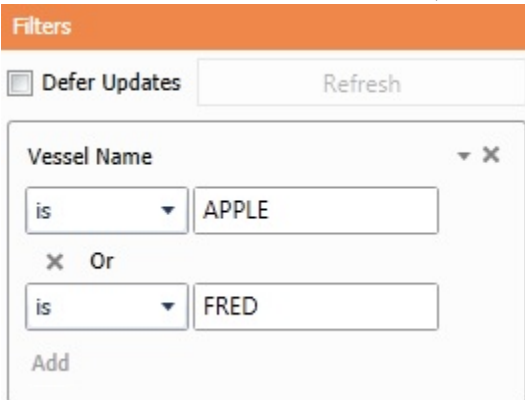 Filters
Defer Updates Refresh
Vessel Name
is APPLE
Or
is FRED
Add